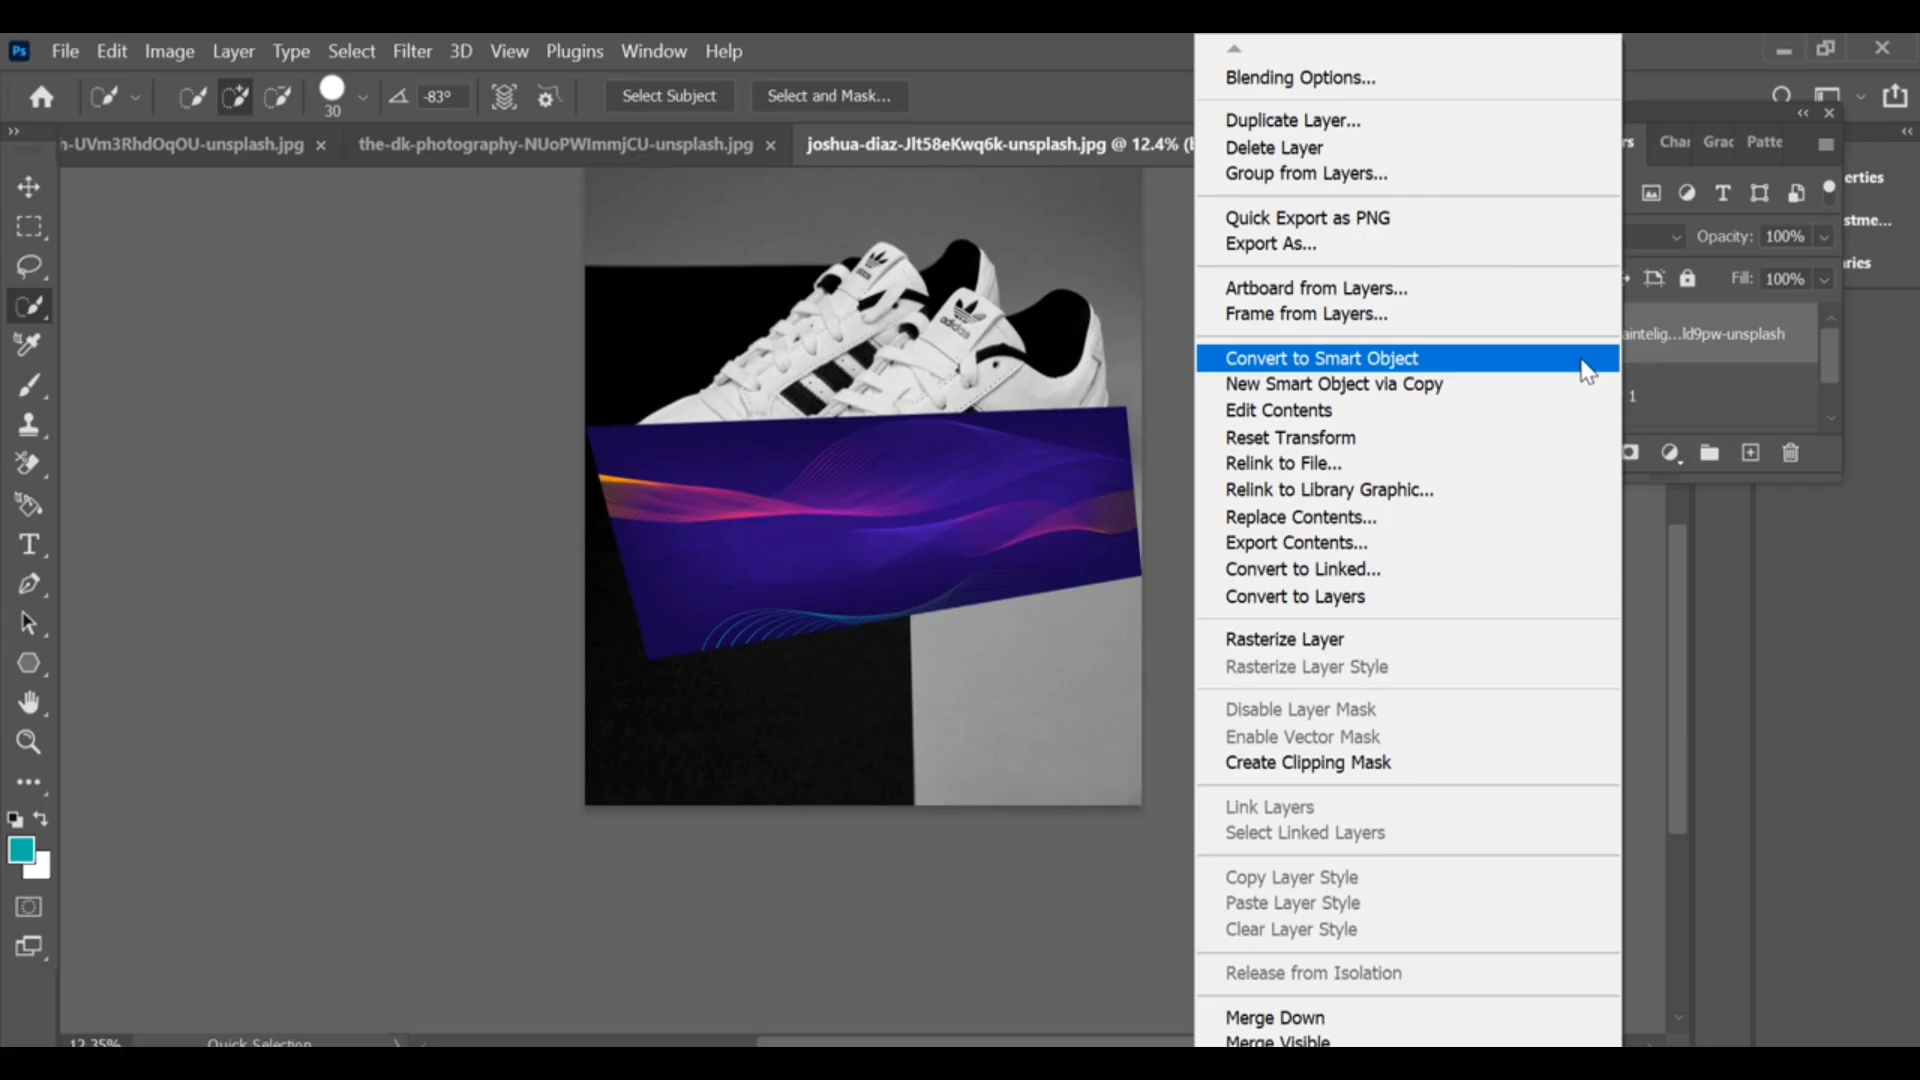 Ps File Edit Image Layer Type Select Filter 3D View Plugins Window Help
30
-83°
Select Subject
Select and Mask...
h-UVm3RhdOqOU-unsplash.jpg ×
the-dk-photography-NUoPWImmjCU-unsplash.jpg ×
joshua-diaz-Jlt58eKwq6k-unsplash.jpg @ 12.4% (b
adidas
adidas
Blending Options...
Duplicate Layer...
Delete Layer
Group from Layers...
Quick Export as PNG
Export As...
Artboard from Layers...
Frame from Layers...
Convert to Smart Object
New Smart Object via Copy
Edit Contents
Reset Transform
Relink to File...
Relink to Library Graphic...
Replace Contents...
Export Contents...
Convert to Linked...
Convert to Layers
Rasterize Layer
Rasterize Layer Style
Disable Layer Mask
Enable Vector Mask
Create Clipping Mask
Link Layers
Select Linked Layers
Copy Layer Style
Paste Layer Style
Clear Layer Style
Release from Isolation
Merge Down
Merge Visible
rs Chai Grac Patte
erties
stme...
ries
Opacity: 100%
Fill: 100%
aintelig...ld9pw-unsplash
1
12.35% Quick Selection